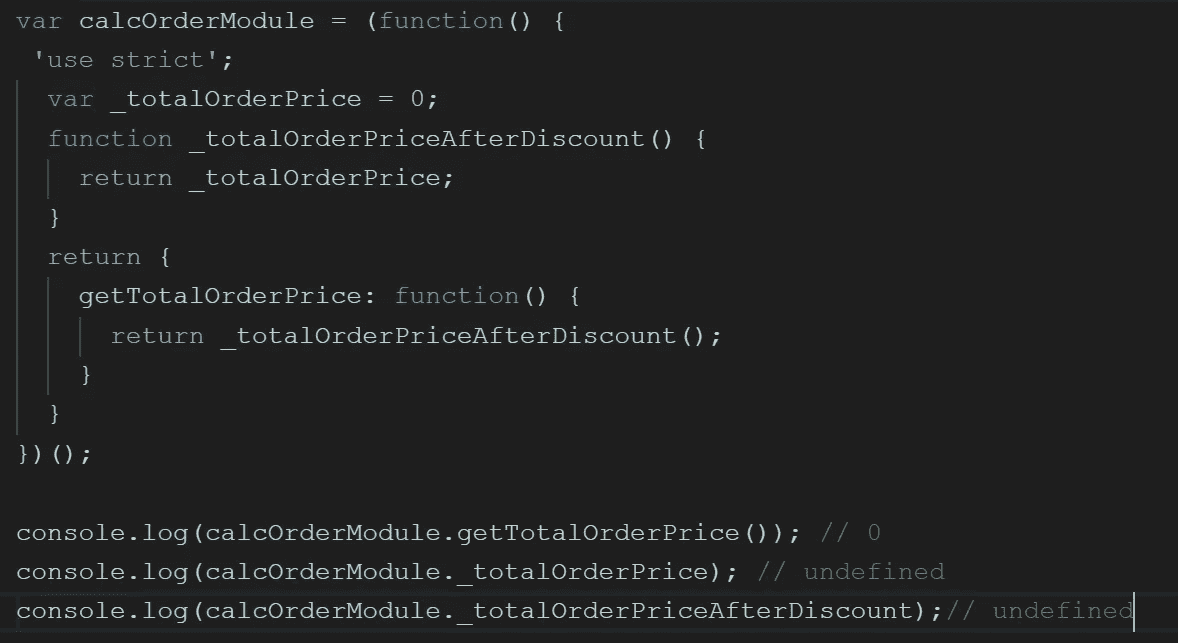 var calcOrderModule = (function() {
 'use strict';
  var _totalOrderPrice = 0;
  function _totalOrderPriceAfterDiscount() {
    return _totalOrderPrice;
  }
  return {
    getTotalOrderPrice: function() {
      return _totalOrderPriceAfterDiscount();
    }
  }
})();
console.log(calcOrderModule.getTotalOrderPrice()); // 0
console.log(calcOrderModule._totalOrderPrice); // undefined
console.log(calcOrderModule._totalOrderPriceAfterDiscount);// undefined